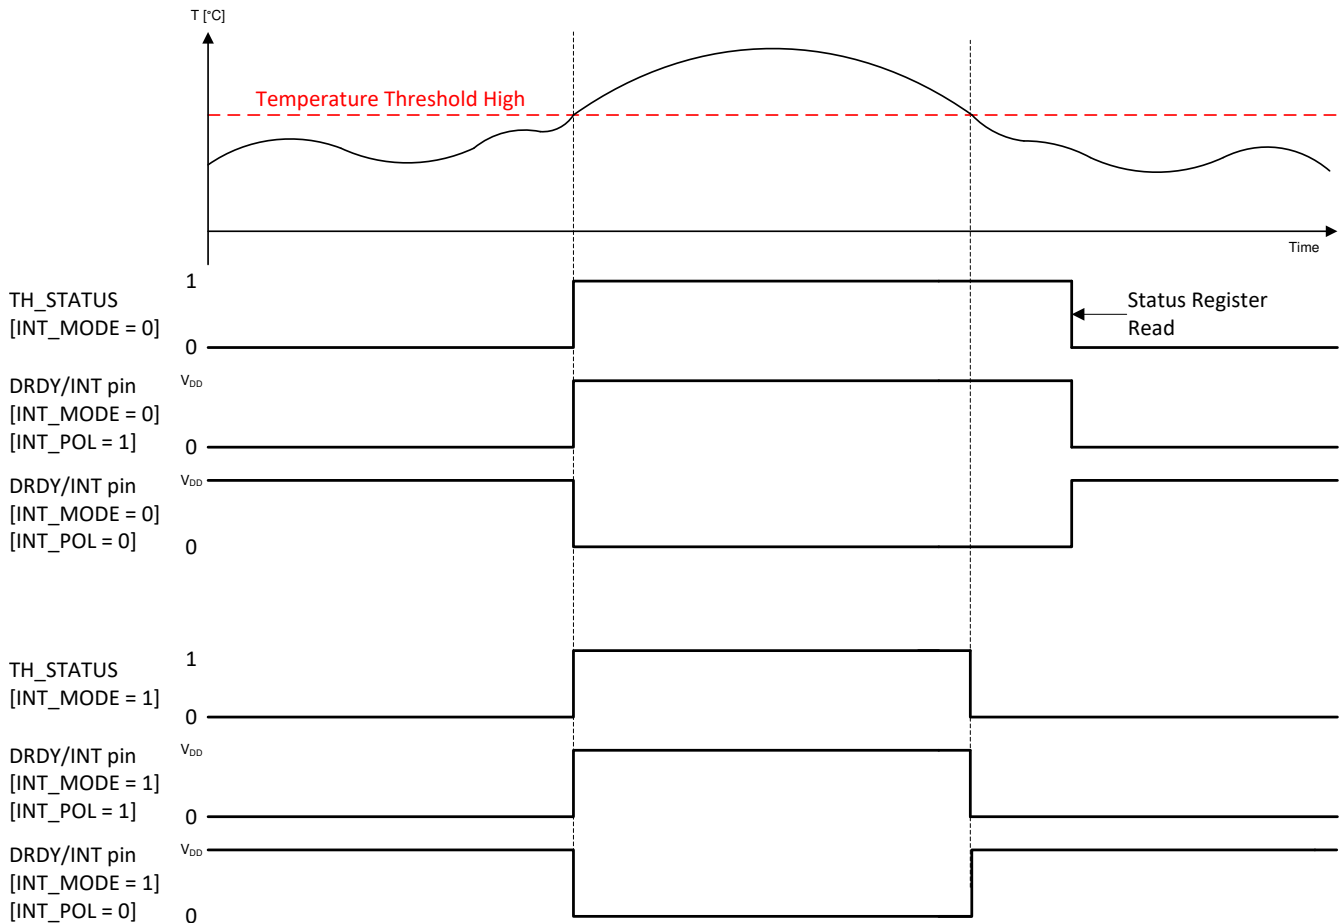 T [°C]
Temperature Threshold High
Time
1
TH_STATUS
[INT_MODE = 0]
0
Status Register
Read
DRDY/INT pin
[INT_MODE = 0]
[INT_POL = 1]
VDD
0
DRDY/INT pin
[INT_MODE = 0]
[INT_POL = 0]
VDD
0
TH_STATUS
[INT_MODE = 1]
1
0
DRDY/INT pin
[INT_MODE = 1]
[INT_POL = 1]
VDD
0
DRDY/INT pin
[INT_MODE = 1]
[INT_POL = 0]
VDD
0